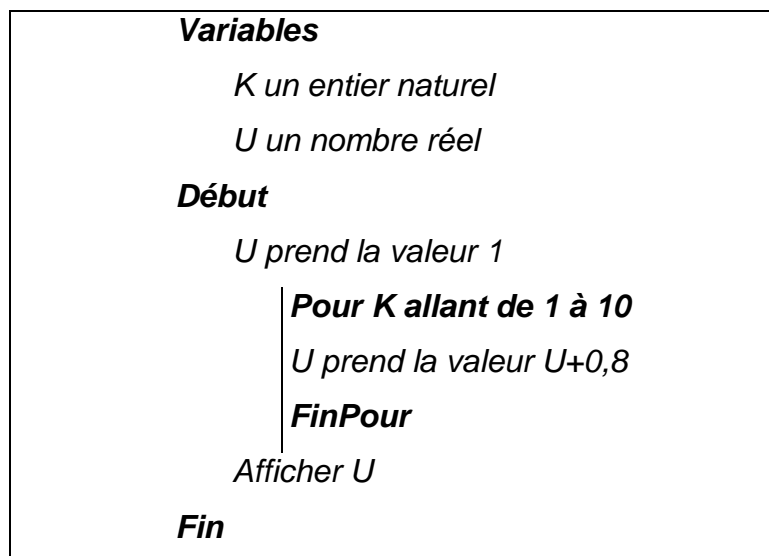 Variables
K un entier naturel
U un nombre réel
Début
U prend la valeur 1
Pour K allant de 1 à 10
U prend la valeur U+0,8
FinPour
Afficher U
Fin